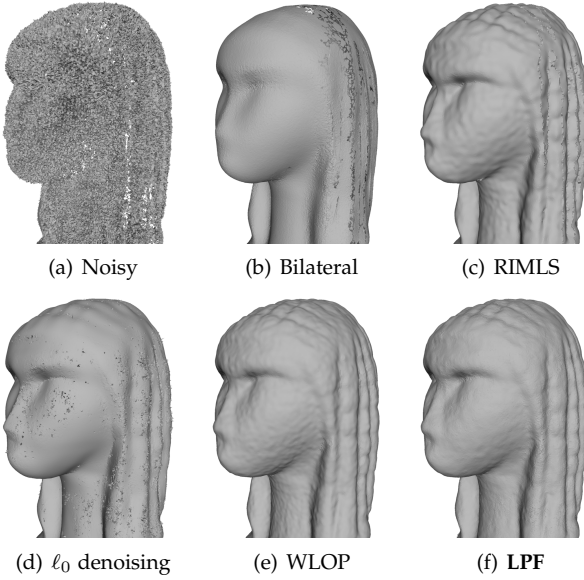 (a) Noisy
(b) Bilateral
(c) RIMLS
(d) ℓ0 denoising
(e) WLOP
(f) LPF